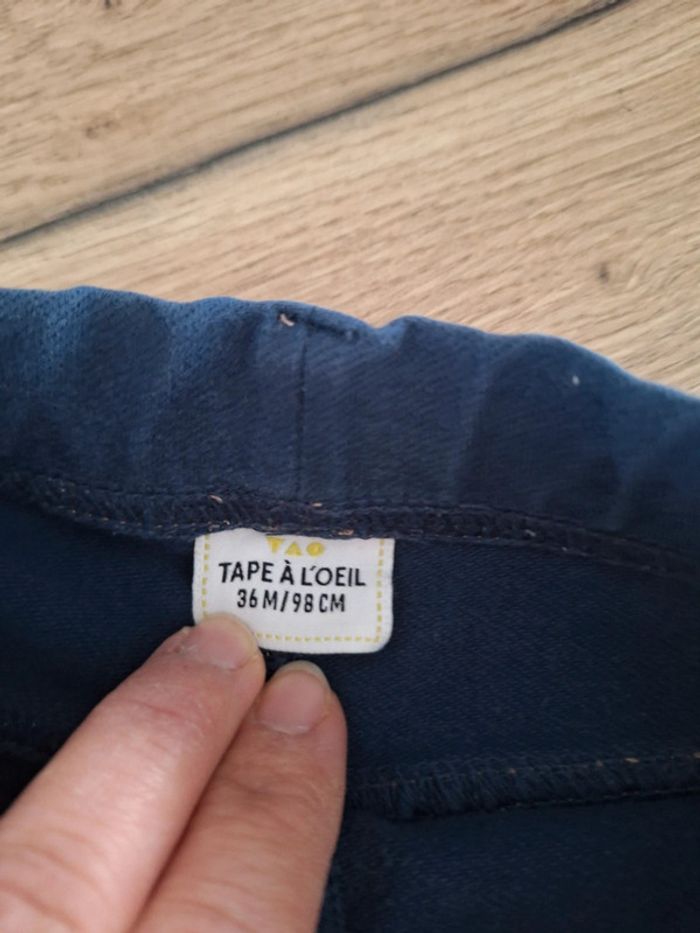 TAO
TAPE À L'OEIL
36 M/98 CM